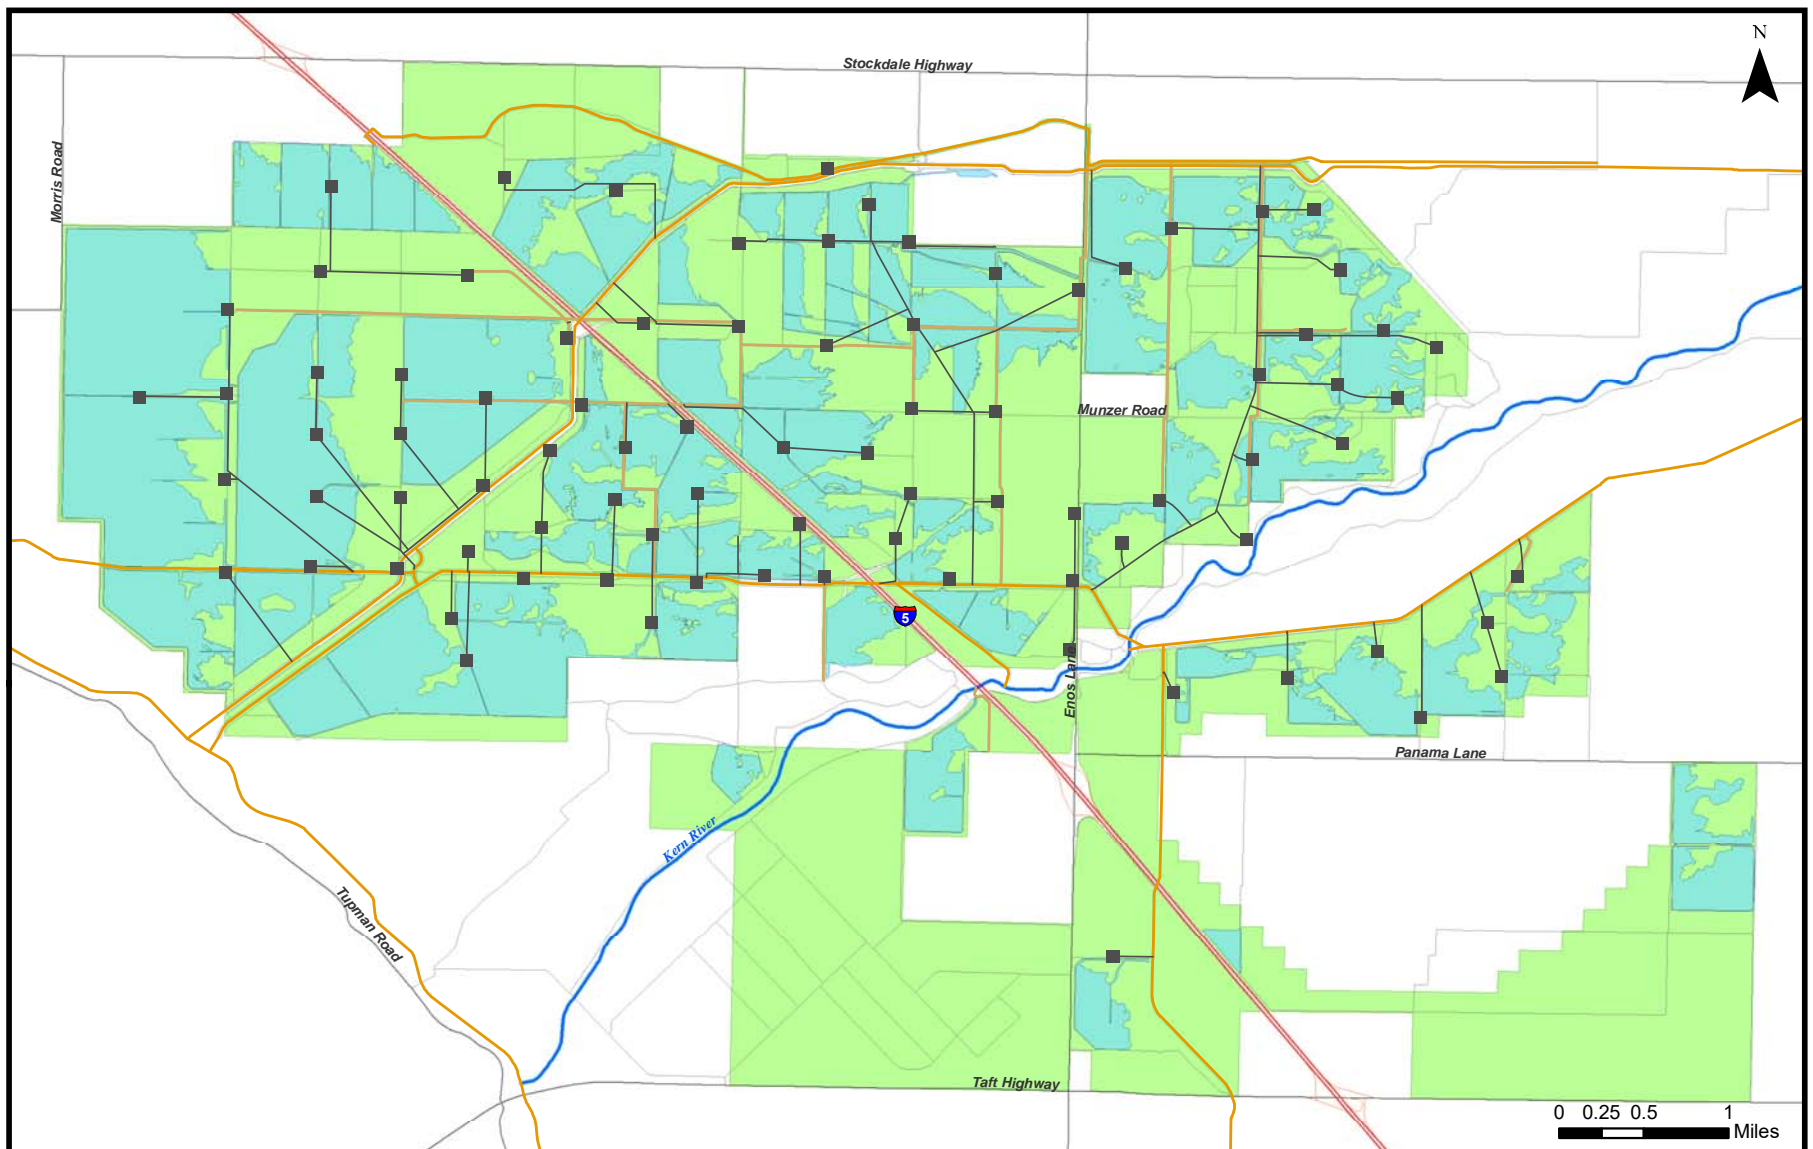 N
Stockdale Highway
Morris Road
Munzer Road
5
Enos Lane
Panama Lane
Kern River
Tupman Road
Taft Highway
0 0.25 0.5 1
Miles